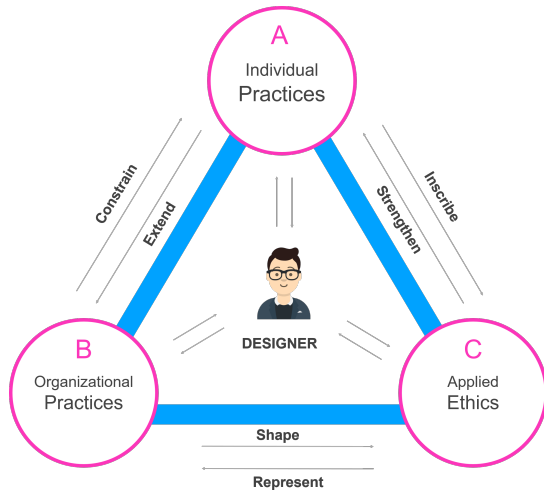 A
Individual
Practices
Constrain
Extend
Inscribe
Strengthen
DESIGNER
B
Organizational
Practices
C
Applied
Ethics
Shape
Represent